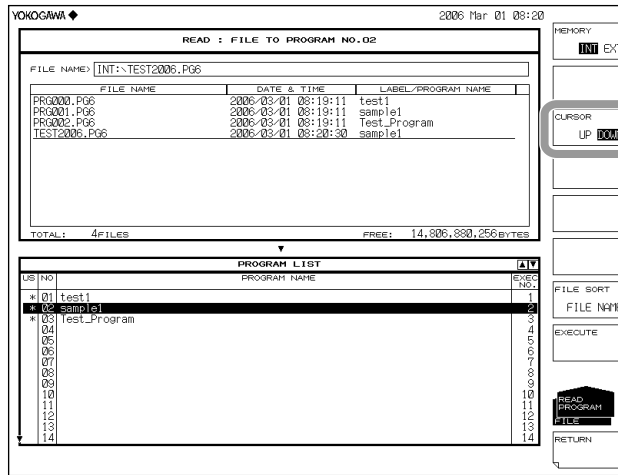 YOKOGAWA 2006 Mar 01 08:20
READ : FILE TO PROGRAM NO.02
FILE NAME> INT:\TEST2006.PG6
FILE NAME DATE & TIME LABEL/PROGRAM NAME
PRG000.PG6 2006/03/01 08:19:11 test1
PRG001.PG6 2006/03/01 08:19:11 sample1
PRG002.PG6 2006/03/01 08:19:11 Test_Program
TEST2006.PG6 2006/03/01 08:20:30 sample1
TOTAL: 4FILES FREE: 14,806,880,256BYTES
PROGRAM LIST
US NO PROGRAM NAME EXEC NO.
* 01 test1 1
* 02 sample1 2
* 03 Test_Program 3
04 4
05 5
06 6
07 7
08 8
09 9
10 10
11 11
12 12
13 13
14 14
MEMORY
INT EXT
CURSOR
UP DOWN
FILE SORT
FILE NAME
EXECUTE
READ
PROGRAM
FILE
RETURN